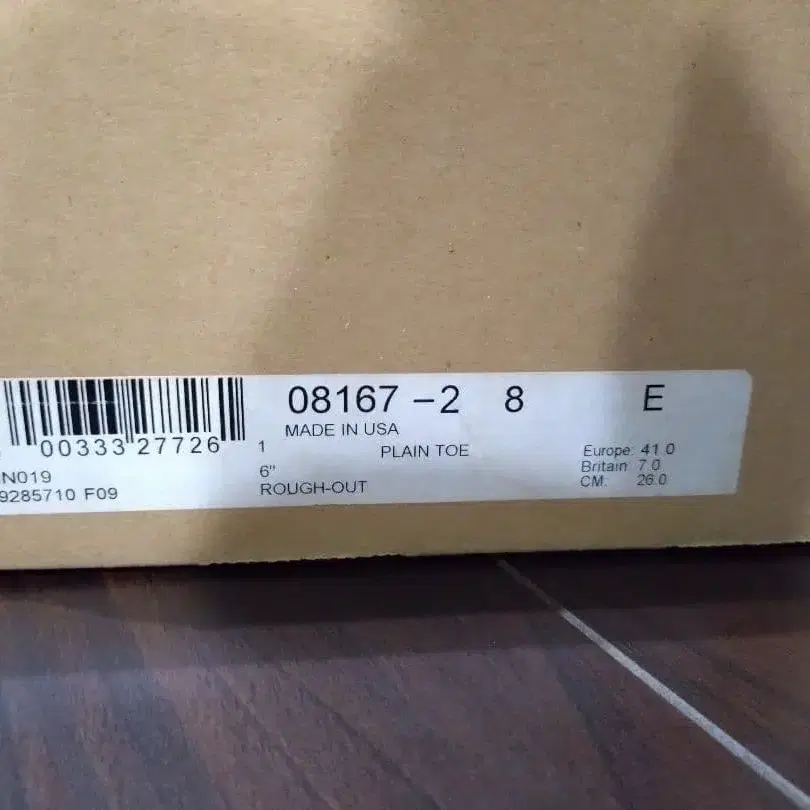 08167 -2 8 E
MADE IN USA
00333 27726 1
PLAIN TOE
N019
6"
9285710 F09
ROUGH-OUT
Europe: 41.0
Britain: 7.0
CM: 26.0